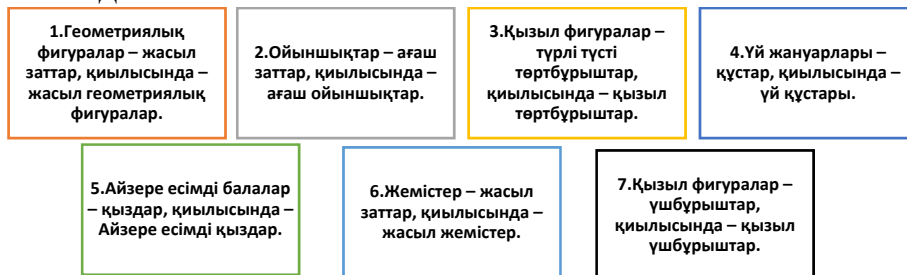 1.Геометриялық
фигуралар – жасыл
заттар, қиылысында –
жасыл геометриялық
фигуралар.
2.Ойыншықтар – ағаш
заттар, қиылысында –
ағаш ойыншықтар.
3.Қызыл фигуралар –
түрлі түсті
төртбұрыштар,
қиылысында – қызыл
төртбұрыштар.
4.Үй жануарлары –
құстар, қиылысында –
үй құстары.
5.Айзере есімді балалар
– қыздар, қиылысында –
Айзере есімді қыздар.
6.Жемістер – жасыл
заттар, қиылысында –
жасыл жемістер.
7.Қызыл фигуралар –
үшбұрыштар,
қиылысында – қызыл
үшбұрыштар.